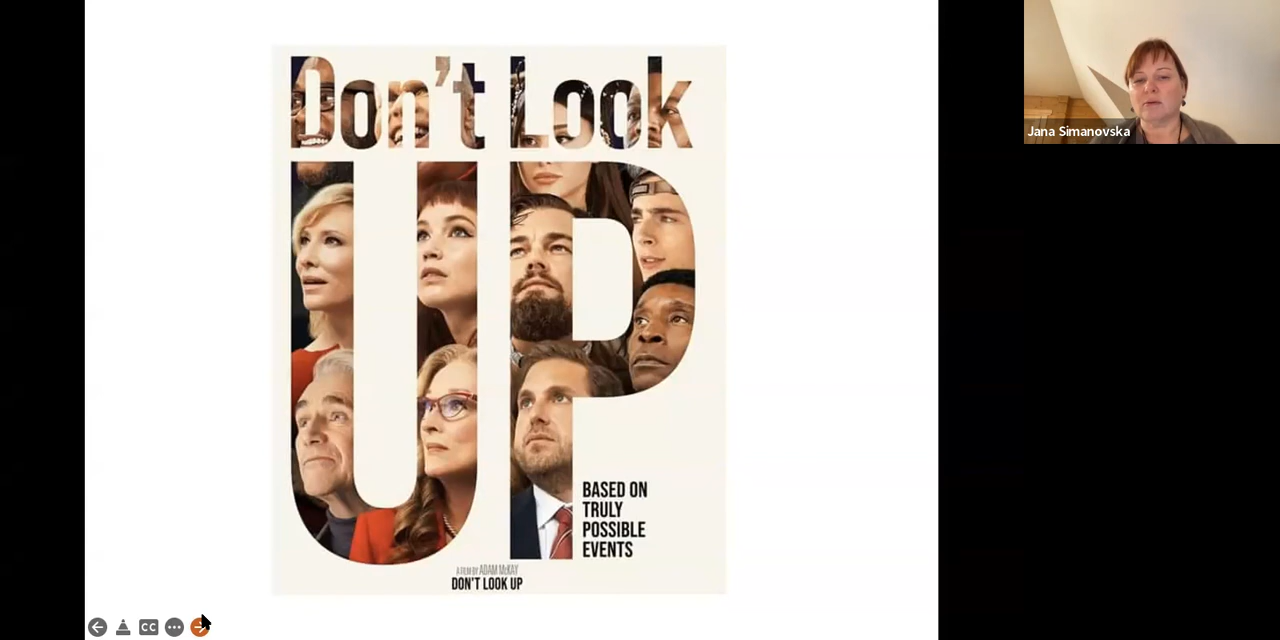 Don't Look
UP
BASED ON
TRULY
POSSIBLE
EVENTS
A FILM BY ADAM McKAY
DON'T LOOK UP
Jana Simanovska
CC